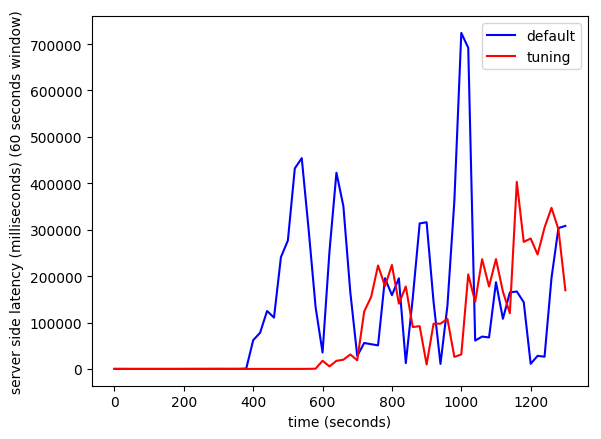 server side latency (milliseconds) (60 seconds window)
700000
600000
500000
400000
300000
200000
100000
0
default
tuning
0 200 400 600 800 1000 1200
time (seconds)